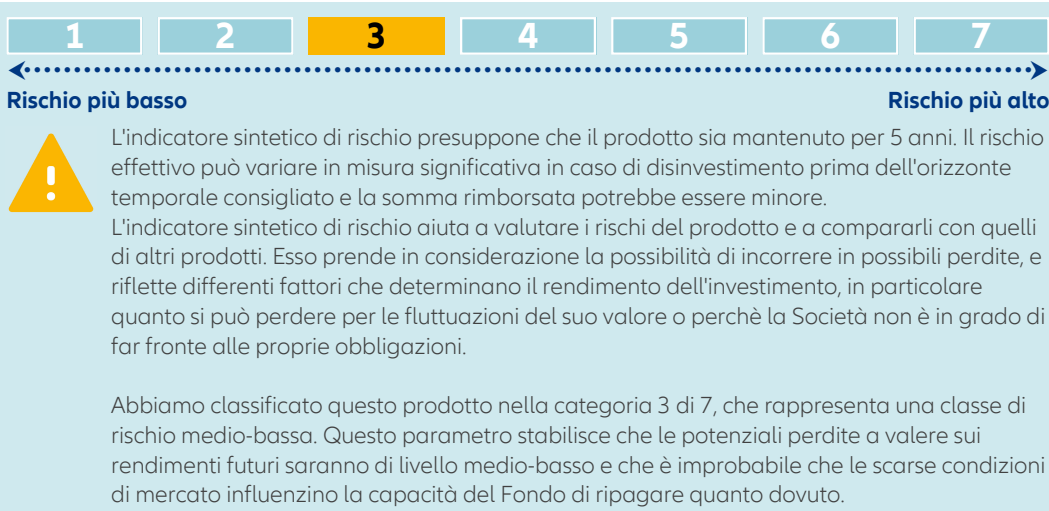 1 2 3 4 5 6 7
Rischio più basso Rischio più alto
L'indicatore sintetico di rischio presuppone che il prodotto sia mantenuto per 5 anni. Il rischio
effettivo può variare in misura significativa in caso di disinvestimento prima dell'orizzonte
temporale consigliato e la somma rimborsata potrebbe essere minore.
L'indicatore sintetico di rischio aiuta a valutare i rischi del prodotto e a compararli con quelli
di altri prodotti. Esso prende in considerazione la possibilità di incorrere in possibili perdite, e
riflette differenti fattori che determinano il rendimento dell'investimento, in particolare
quanto si può perdere per le fluttuazioni del suo valore o perchè la Società non è in grado di
far fronte alle proprie obbligazioni.
Abbiamo classificato questo prodotto nella categoria 3 di 7, che rappresenta una classe di
rischio medio-bassa. Questo parametro stabilisce che le potenziali perdite a valere sui
rendimenti futuri saranno di livello medio-basso e che è improbabile che le scarse condizioni
di mercato influenzino la capacità del Fondo di ripagare quanto dovuto.